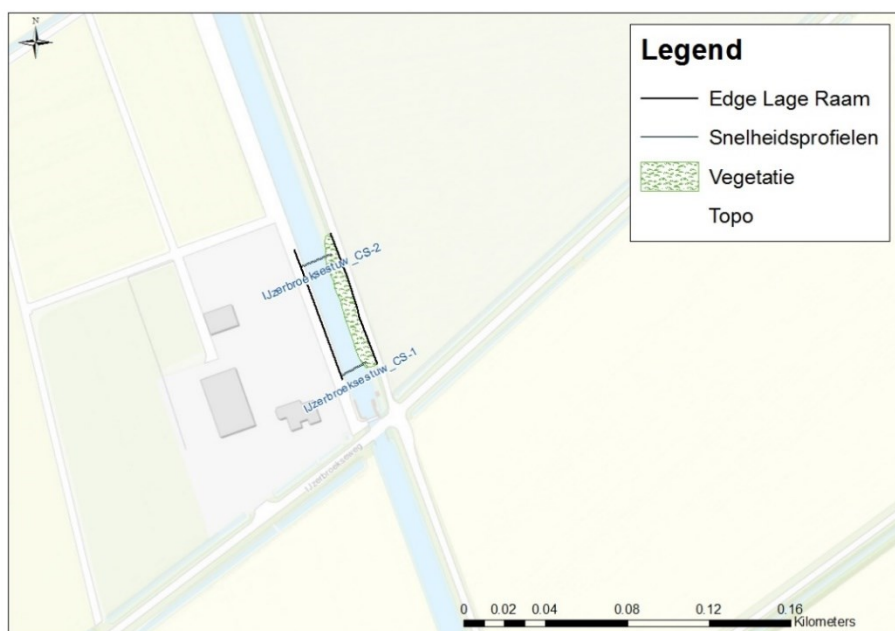 N
Legend
Edge Lage Raam
Snelheidsprofielen
Vegetatie
Topo
IJzerbroeksestuw_CS-2
IJzerbroeksestuw_CS-1
IJzerbroekseweg
0 0.02 0.04 0.08 0.12 0.16
Kilometers